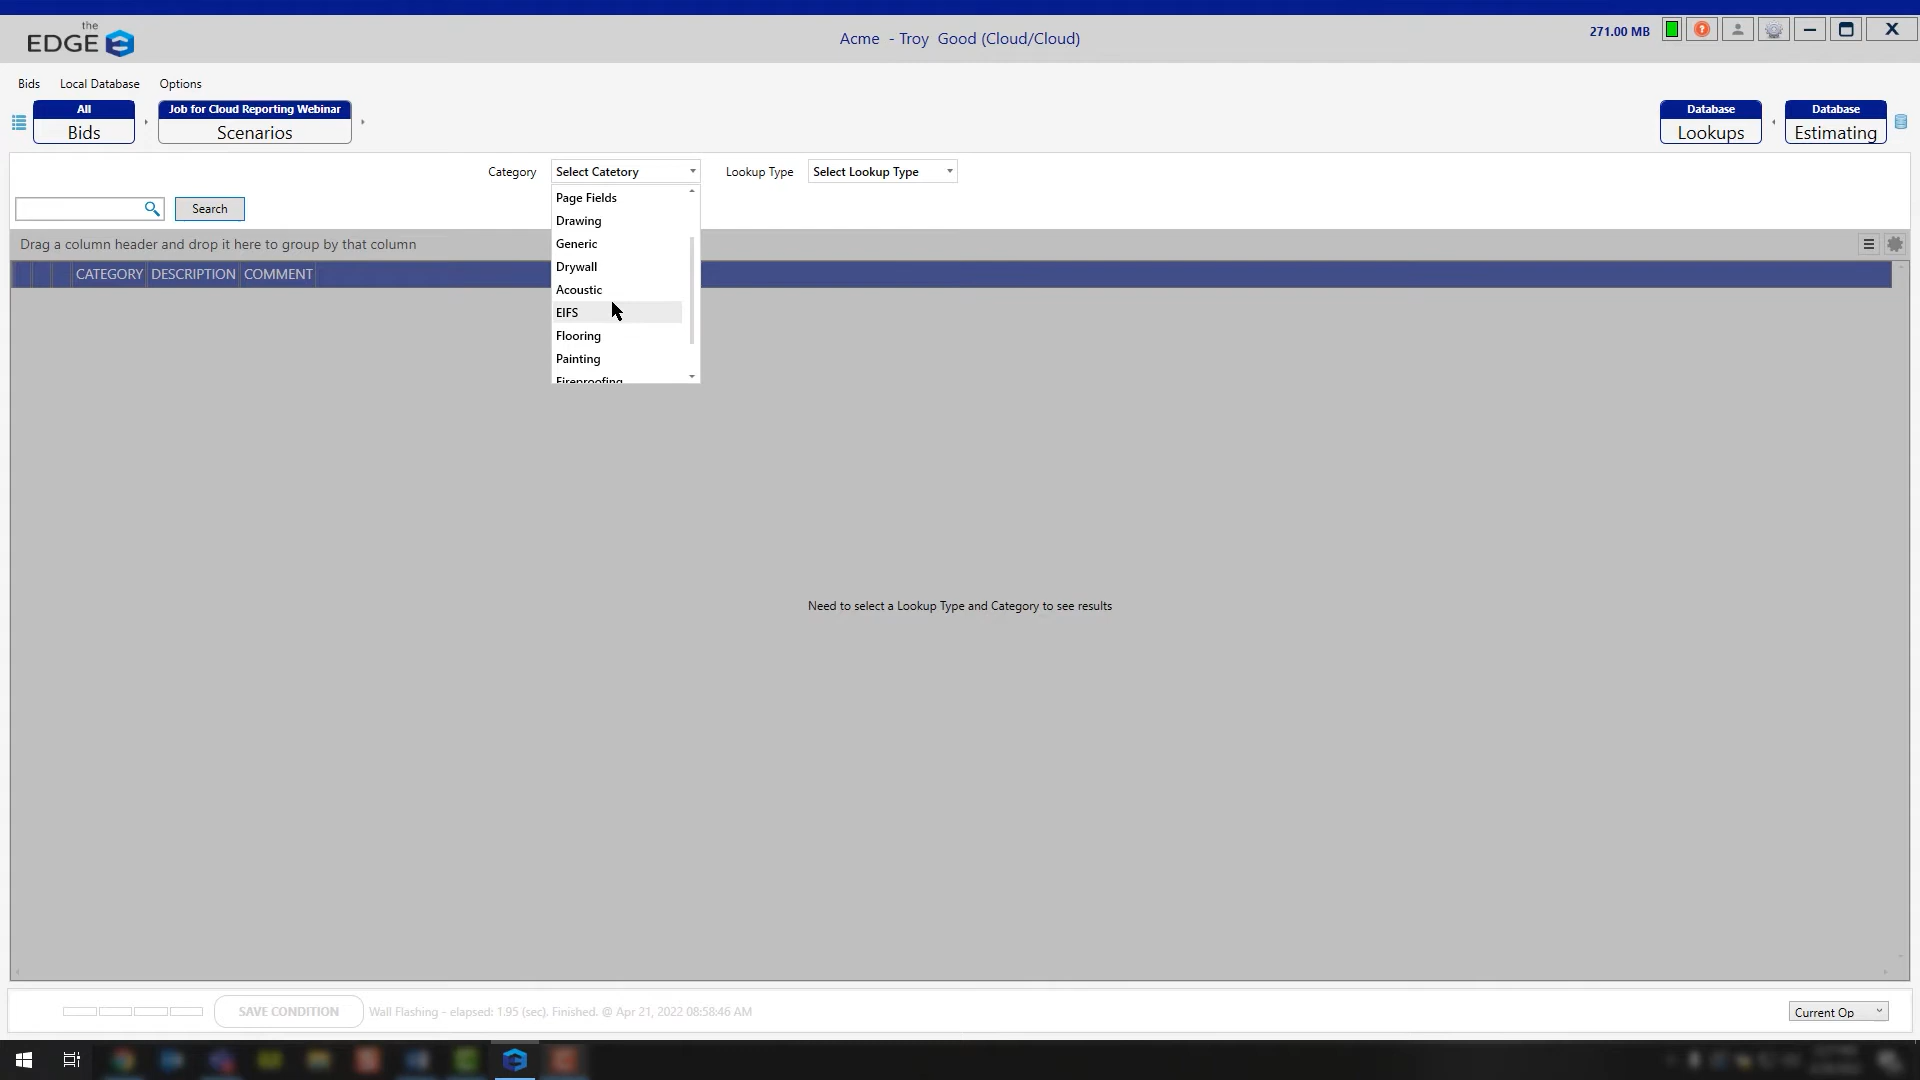 the
EDGE
Acme - Troy Good (Cloud/Cloud)
271.00 MB
X
Bids Local Database Options
All
Bids
Job for Cloud Reporting Webinar
Scenarios
Database
Lookups
Database
Estimating
Category Select Catetory Lookup Type Select Lookup Type
Search
Page Fields
Drawing
Generic
Drywall
Acoustic
EIFS
Flooring
Painting
Fireproofing
Drag a column header and drop it here to group by that column
CATEGORY DESCRIPTION COMMENT
Need to select a Lookup Type and Category to see results
SAVE CONDITION Wall Flashing - elapsed: 1.95 (sec). Finished. @ Apr 21, 2022 08:58:46 AM
Current Op